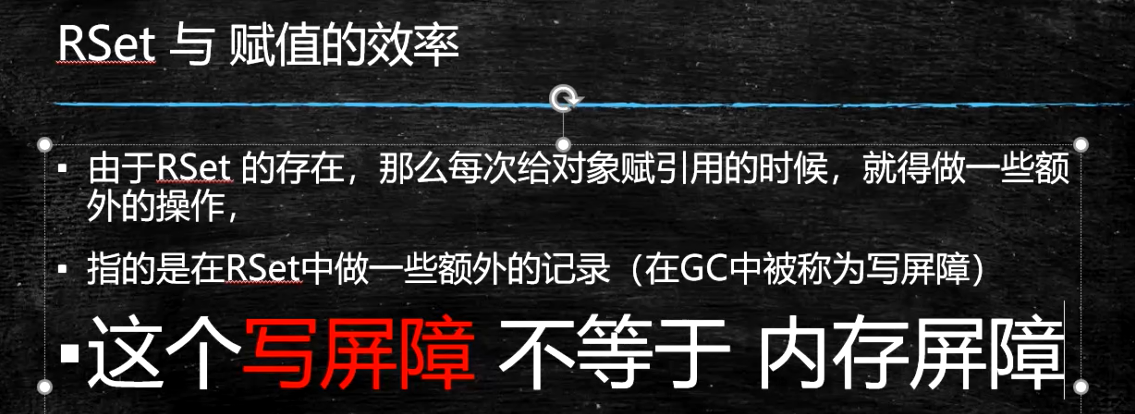 RSet 与 赋值的效率
▪ 由于RSet 的存在，那么每次给对象赋引用的时候，就得做一些额
外的操作，
▪ 指的是在RSet中做一些额外的记录（在GC中被称为写屏障）
▪这个写屏障 不等于 内存屏障